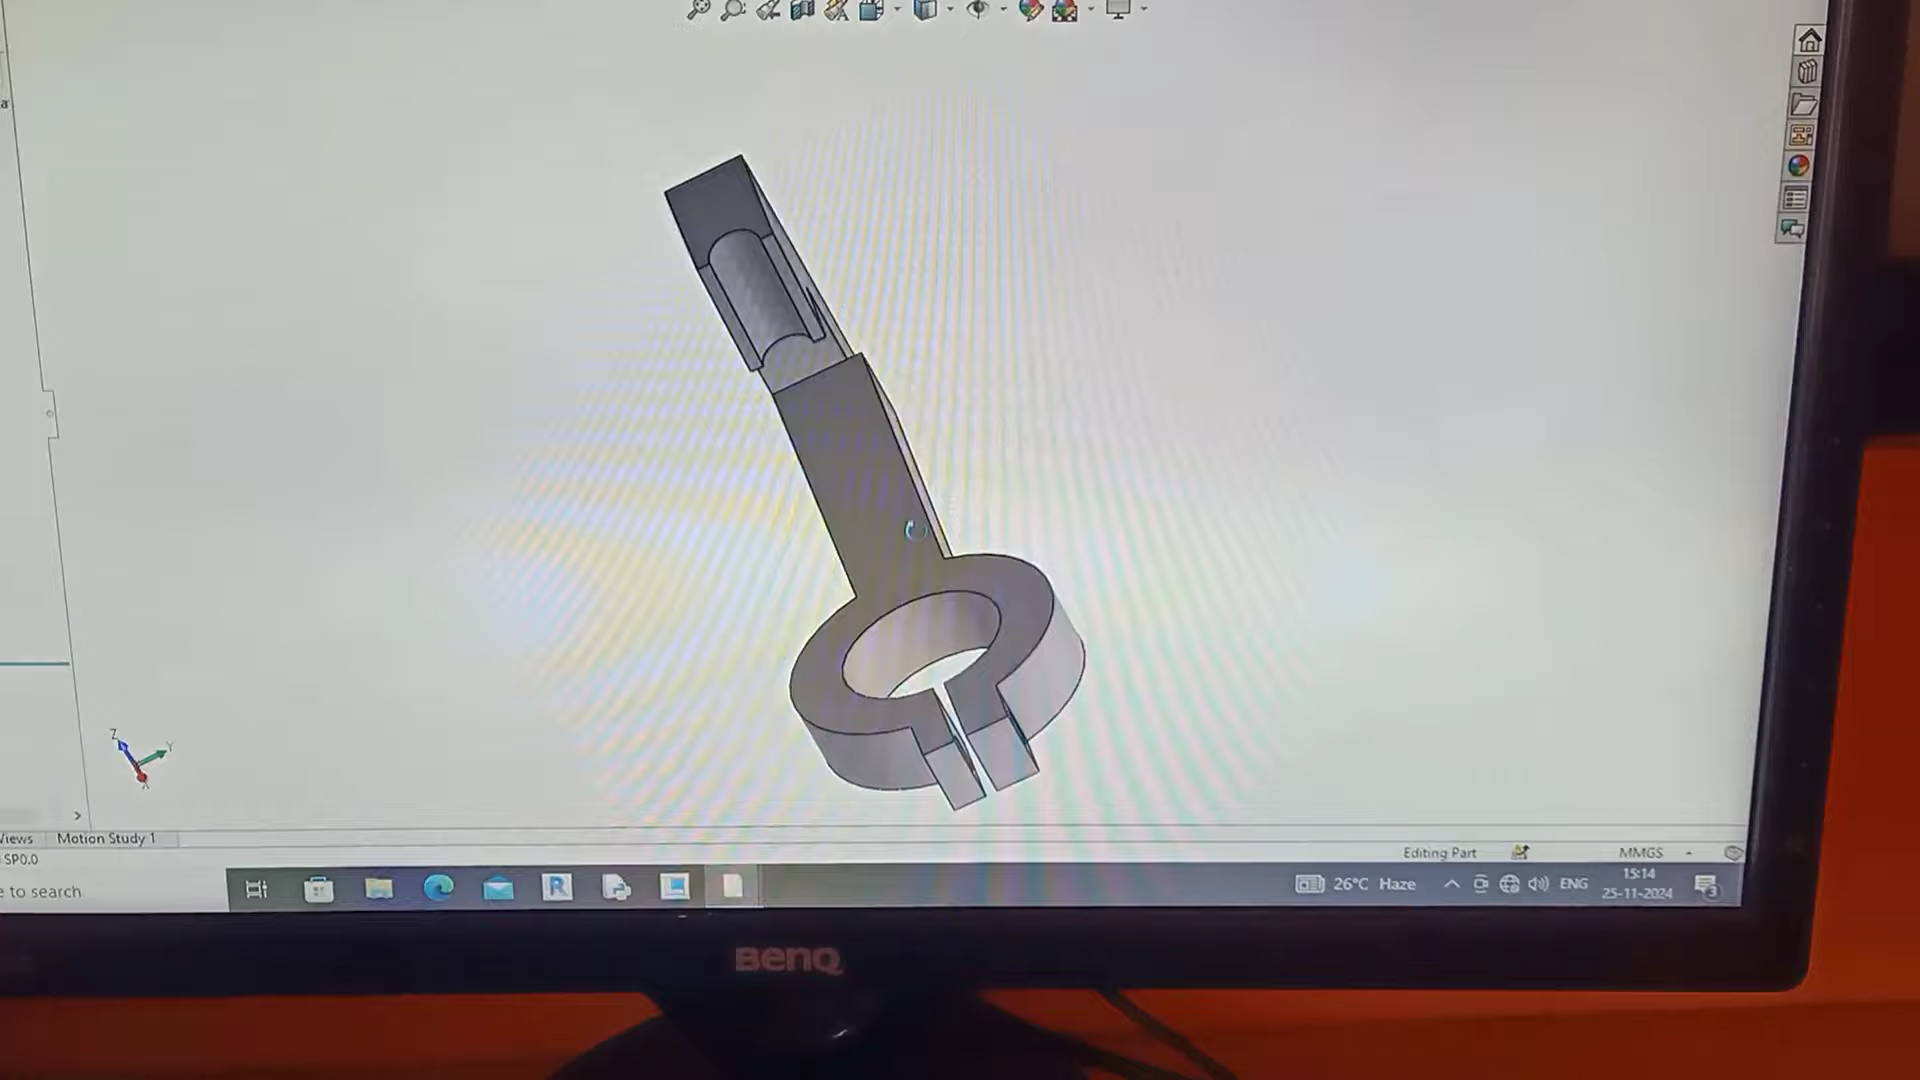 a
Z
Y
X
Views
Motion Study 1
SP0.0
Editing Part
MMGS
e to search
R
26°C Haze
ENG
15:14
25-11-2024
3
BenQ